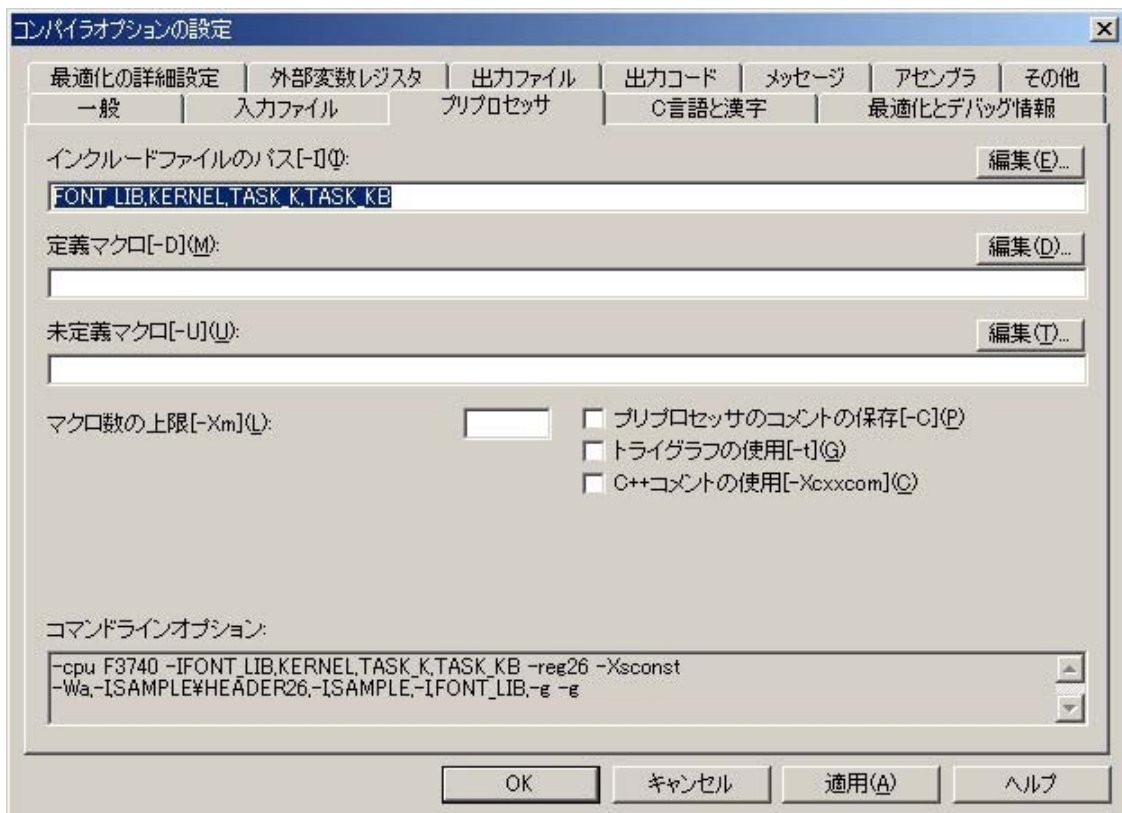 コンパイラオプションの設定
最適化の詳細設定 外部変数レジスタ 出力ファイル 出力コード メッセージ アセンブラ その他
一般 入力ファイル プリプロセッサ C言語と漢字 最適化とデバッグ情報
インクルードファイルのパス[-I](I): 編集(E)...
FONT_LIB,KERNEL,TASK_K,TASK_KB
定義マクロ[-D](M): 編集(D)...
未定義マクロ[-U](U): 編集(T)...
マクロ数の上限[-Xm](L): プリプロセッサのコメントの保存[-C](P)
トライグラフの使用[-t](G)
C++コメントの使用[-Xcxxcom](C)
コマンドラインオプション:
-cpu F3740 -IFONT_LIB,KERNEL,TASK_K,TASK_KB -reg26 -Xsconst
-Wa,-I,SAMPLE¥HEADER26,-I,SAMPLE,-I,FONT_LIB,-g -g
OK キャンセル 適用(A) ヘルプ